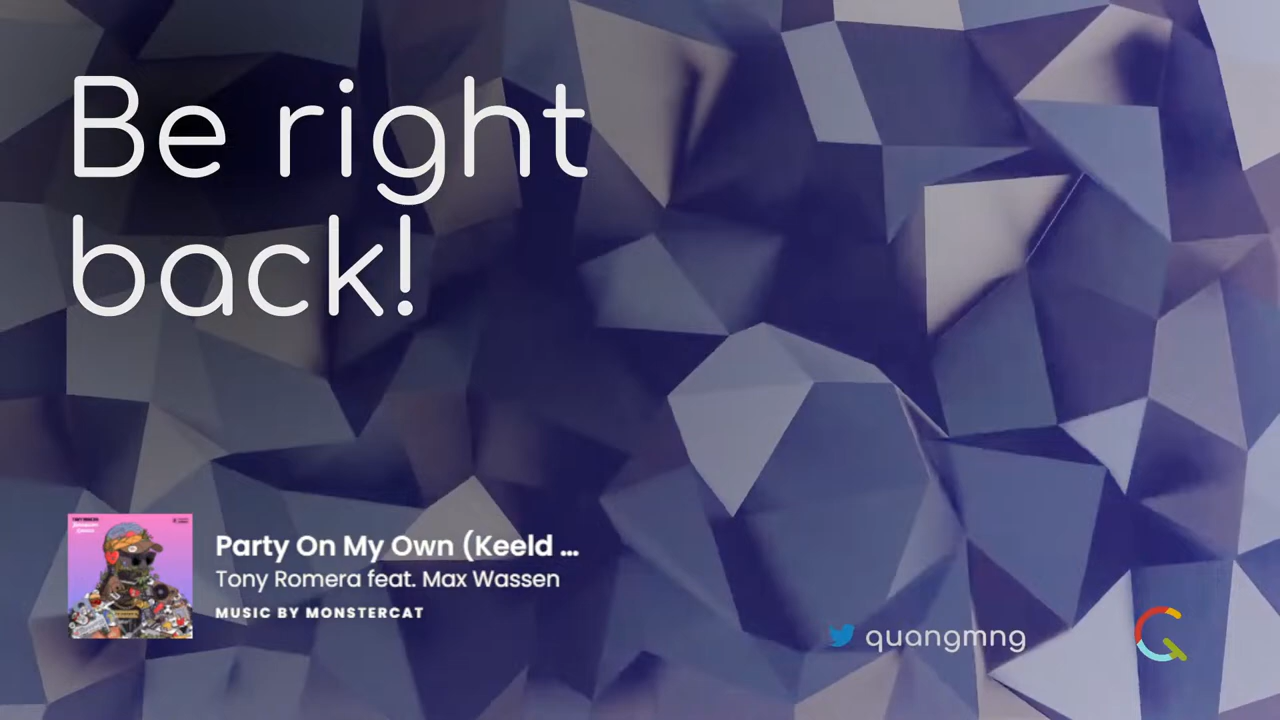 Be right
back!
Party On My Own (Keeld ...
Tony Romera feat. Max Wassen
MUSIC BY MONSTERCAT
quangmng